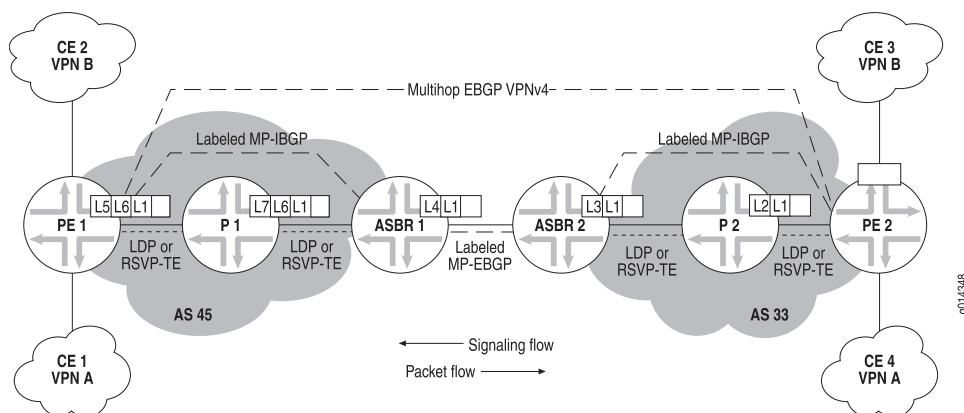 CE 2
VPN B
CE 3
VPN B
Multihop EBGP VPNv4
Labeled MP-IBGP
Labeled MP-IBGP
L5 L6 L1
L7 L6 L1
L4 L1
L3 L1
L2 L1
PE 1
P 1
ASBR 1
ASBR 2
P 2
PE 2
LDP or
RSVP-TE
LDP or
RSVP-TE
Labeled
MP-EBGP
LDP or
RSVP-TE
LDP or
RSVP-TE
AS 45
AS 33
Signaling flow
Packet flow
CE 1
VPN A
CE 4
VPN A
g014348